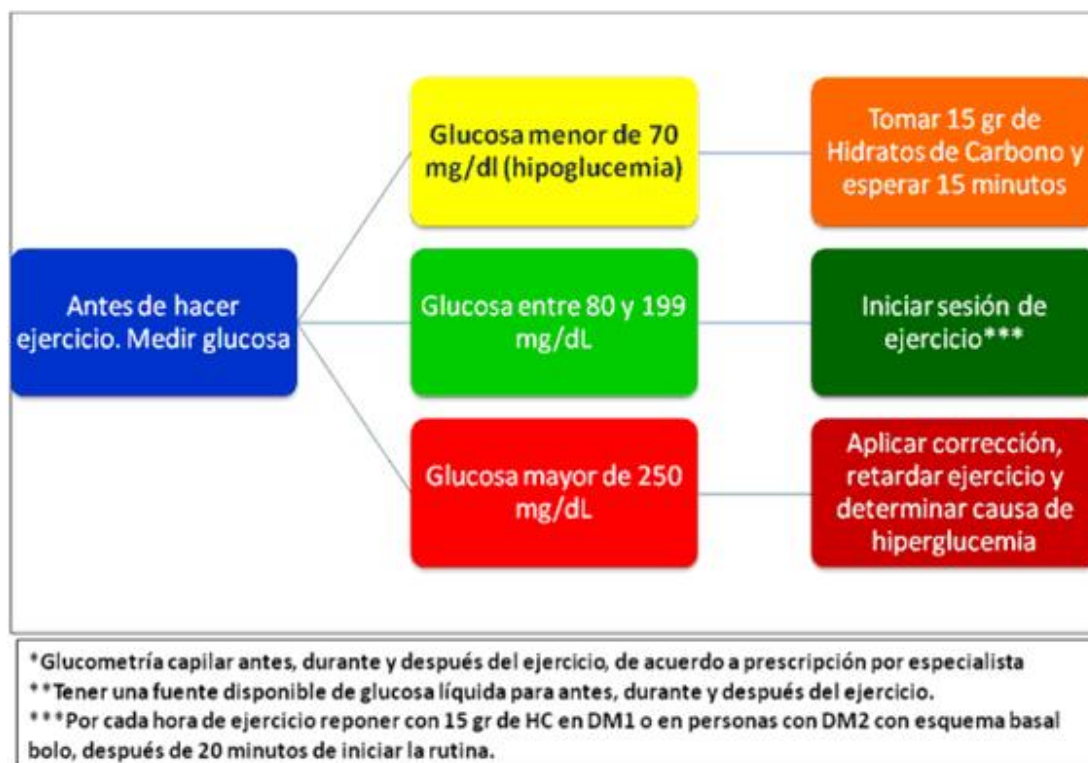 Glucosa menor de 70
mg/dl (hipoglucemia)
Tomar 15 gr de
Hidratos de Carbono y
esperar 15 minutos
Antes de hacer
ejercicio. Medir glucosa
Glucosa entre 80 y 199
mg/dL
Iniciar sesión de
ejercicio***
Glucosa mayor de 250
mg/dL
Aplicar corrección,
retardar ejercicio y
determinar causa de
hiperglucemia
*Glucometría capilar antes, durante y después del ejercicio, de acuerdo a prescripción por especialista
**Tener una fuente disponible de glucosa líquida para antes, durante y después del ejercicio.
***Por cada hora de ejercicio reponer con 15 gr de HC en DM1 o en personas con DM2 con esquema basal
bolo, después de 20 minutos de iniciar la rutina.